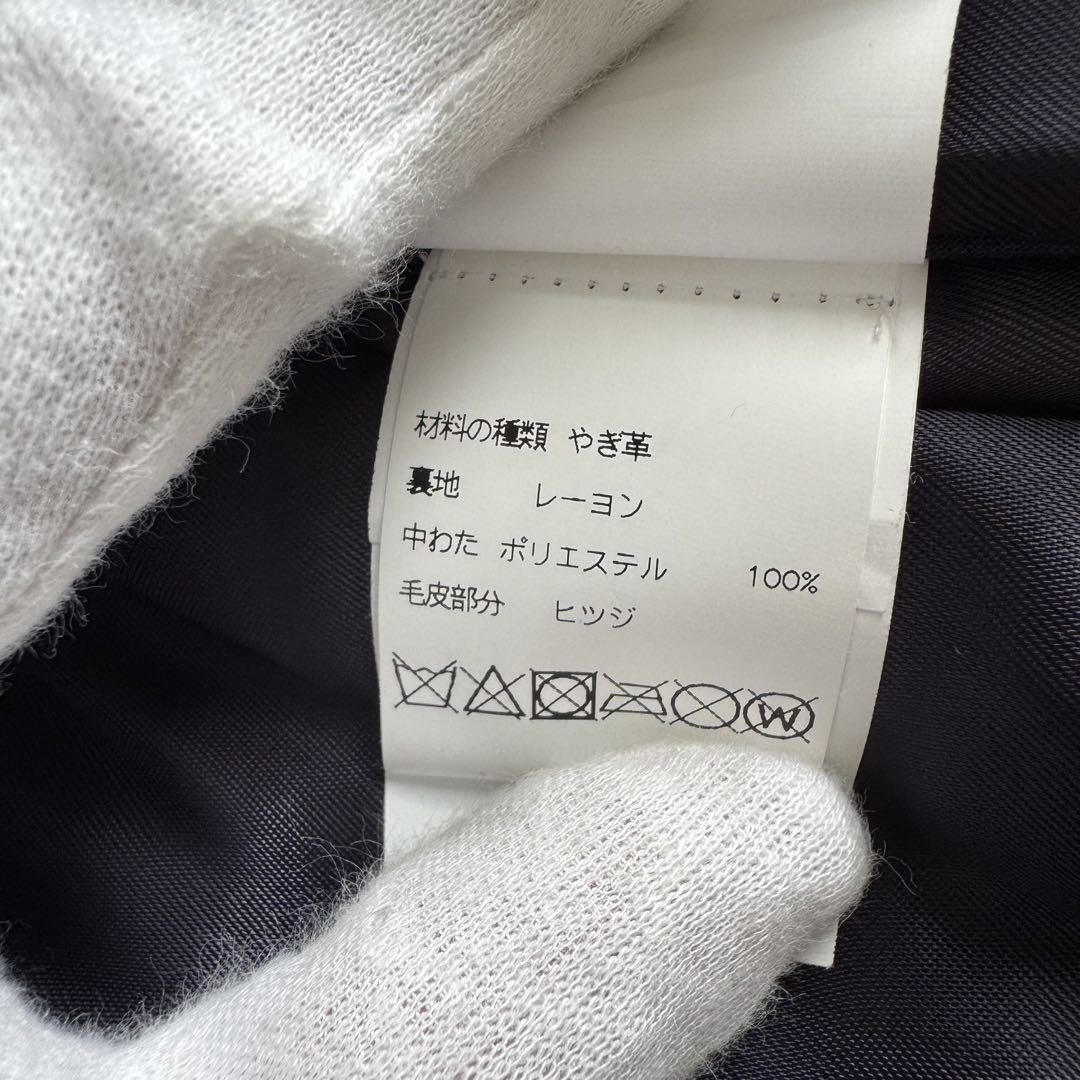 材料の種類 やぎ革
裏地 レーヨン
中わた ポリエステル 100%
毛皮部分 ヒツジ
W